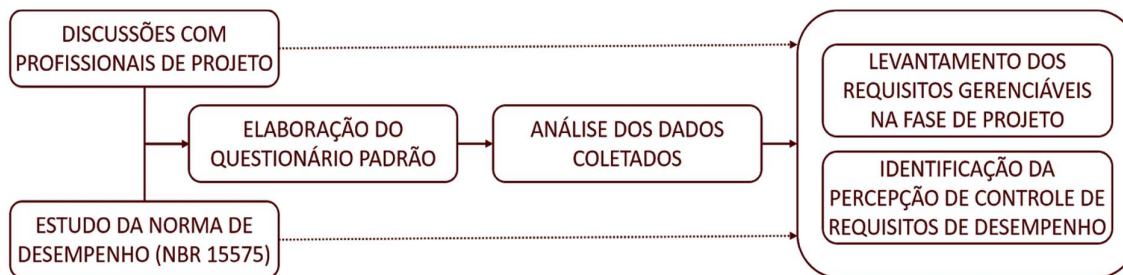 DISCUSSÕES COM
PROFISSIONAIS DE PROJETO
ELABORAÇÃO DO
QUESTIONÁRIO PADRÃO
ESTUDO DA NORMA DE
DESEMPENHO (NBR 15575)
ANÁLISE DOS DADOS
COLETADOS
LEVANTAMENTO DOS
REQUISITOS GERENCIÁVEIS
NA FASE DE PROJETO
IDENTIFICAÇÃO DA
PERCEPÇÃO DE CONTROLE DE
REQUISITOS DE DESEMPENHO